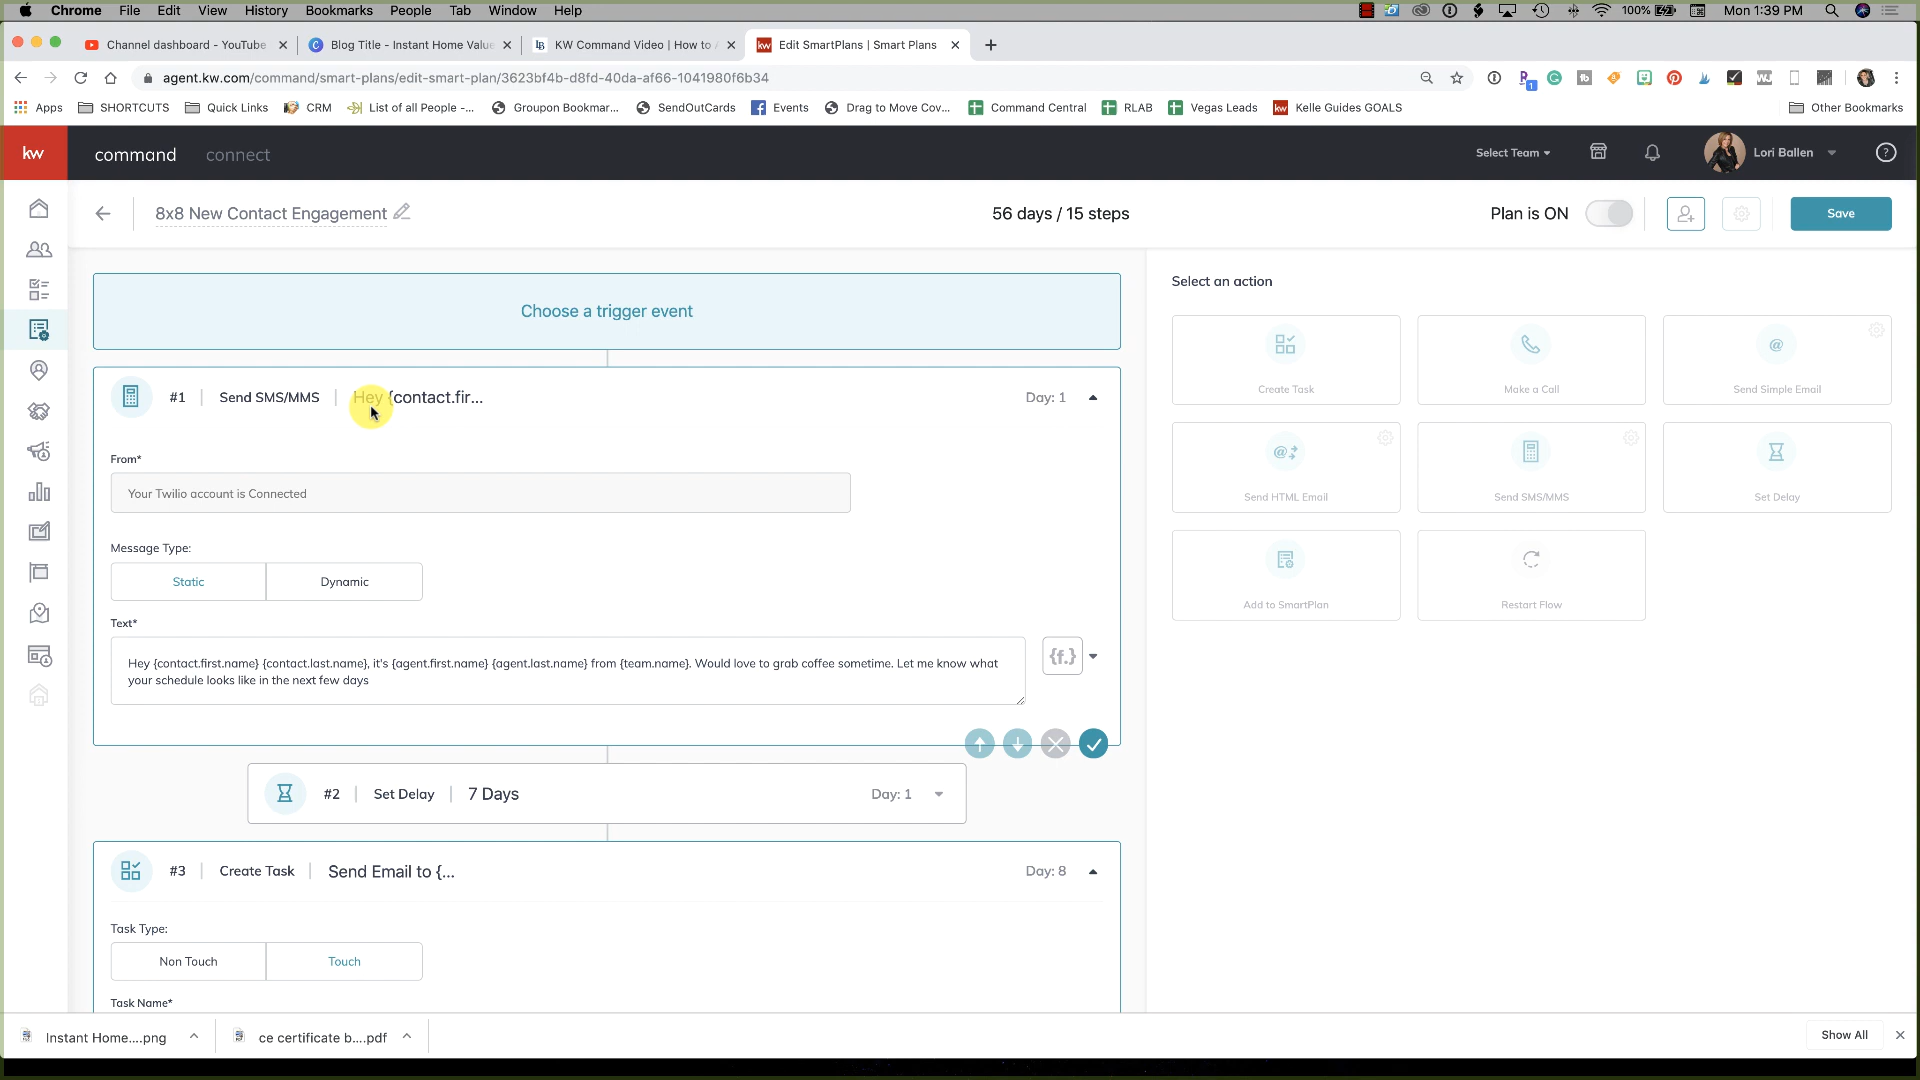 Chrome File Edit View History Bookmarks People Tab Window Help
100% Mon 1:39 PM
Channel dashboard - YouTube
Blog Title - Instant Home Value
KW Command Video | How to
Edit SmartPlans | Smart Plans
agent.kw.com/command/smart-plans/edit-smart-plan/3623bf4b-d8fd-40da-af66-1041980f6b34
Apps SHORTCUTS Quick Links CRM List of all People -... Groupon Bookmar... SendOutCards Events Drag to Move Cov... Command Central RLAB Vegas Leads Kelle Guides GOALS Other Bookmarks
kw command connect Select Team Lori Ballen
8x8 New Contact Engagement 56 days / 15 steps Plan is ON Save
Choose a trigger event
Select an action
Create Task Make a Call Send Simple Email
Send HTML Email Send SMS/MMS Set Delay
Add to SmartPlan Restart Flow
#1 Send SMS/MMS Hey {contact.fir... Day: 1
From*
Your Twilio account is Connected
Message Type:
Static Dynamic
Text*
Hey {contact.first.name} {contact.last.name}, it's {agent.first.name} {agent.last.name} from {team.name}. Would love to grab coffee sometime. Let me know what
your schedule looks like in the next few days
{f.}
#2 Set Delay 7 Days Day: 1
#3 Create Task Send Email to {... Day: 8
Task Type:
Non Touch Touch
Task Name*
Instant Home....png ce certificate b....pdf Show All